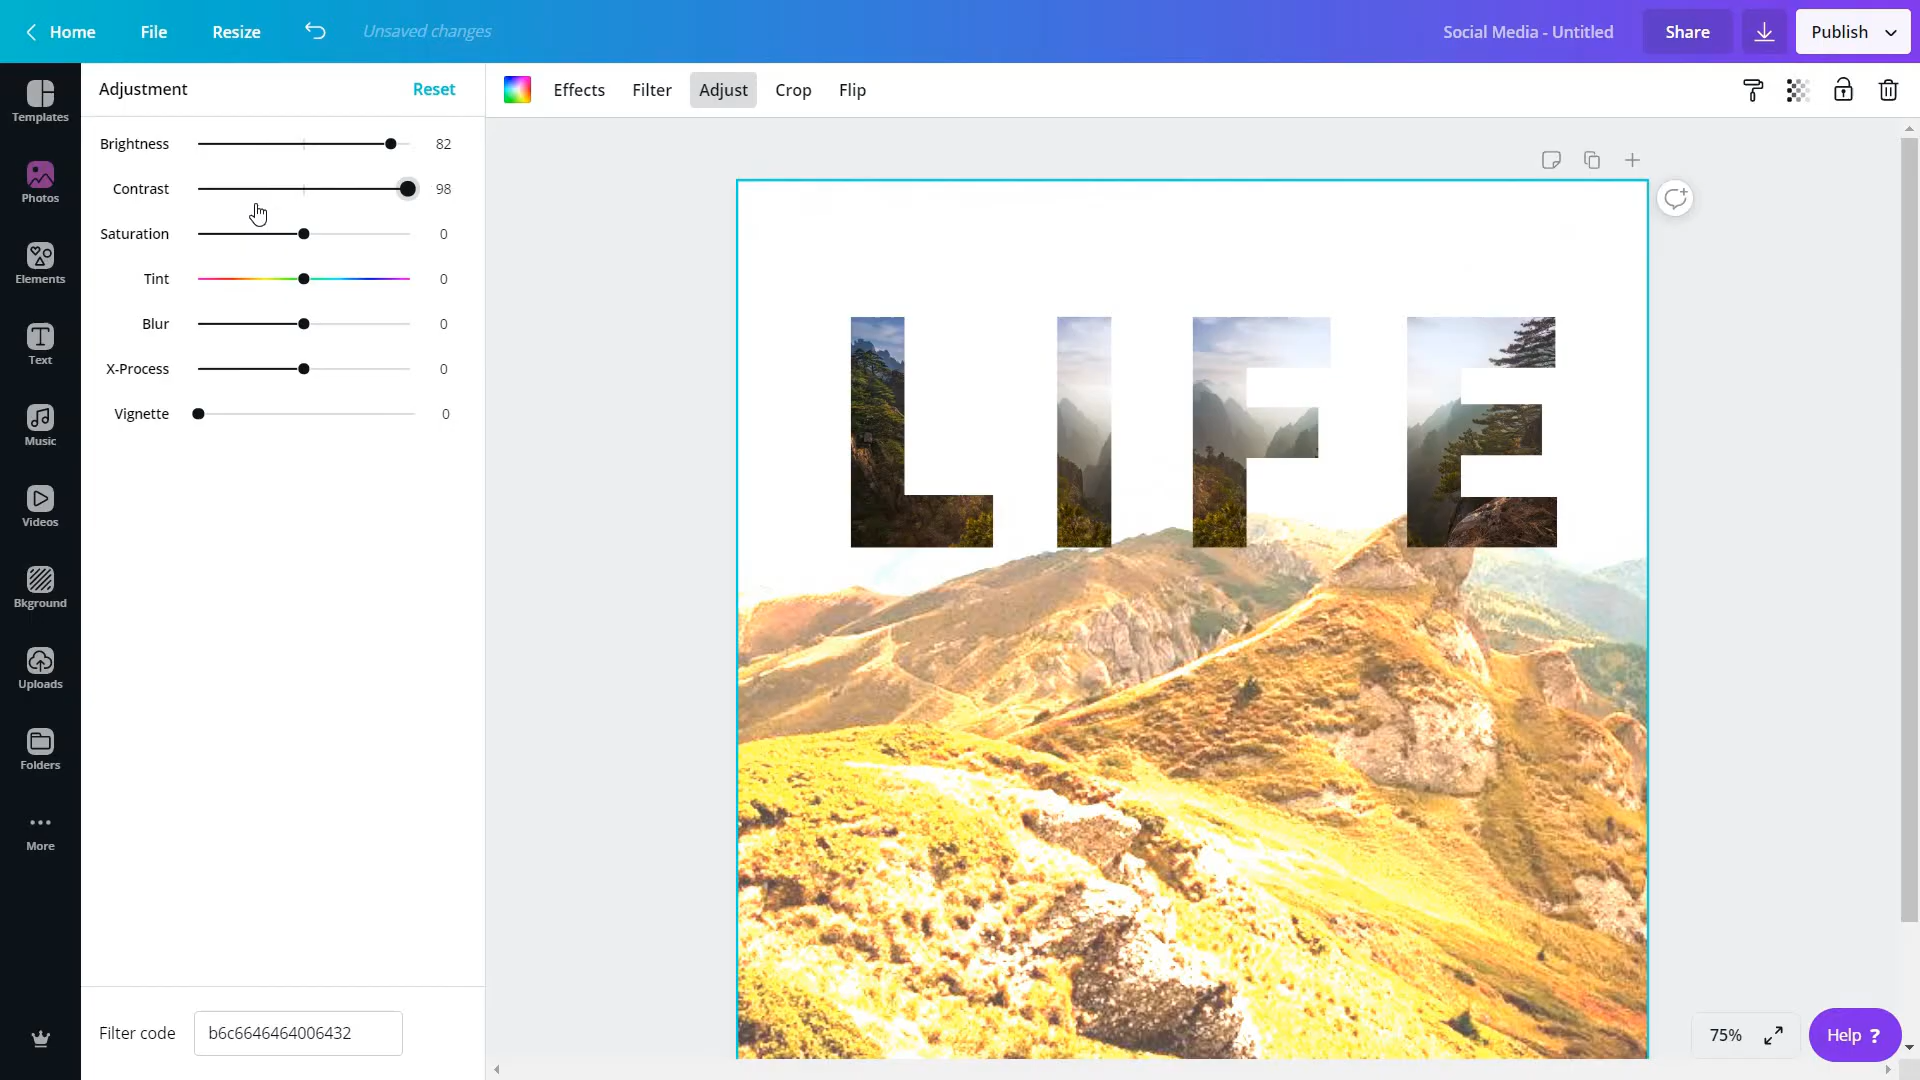 Home
File
Resize
Unsaved changes
Social Media - Untitled
Share
Publish
Templates
Photos
Elements
Text
Music
Videos
Bkground
Uploads
Folders
More
Adjustment
Reset
Brightness 82
Contrast 98
Saturation 0
Tint 0
Blur 0
X-Process 0
Vignette 0
Filter code b6c6646464006432
Effects
Filter
Adjust
Crop
Flip
LIFE
75%
Help ?